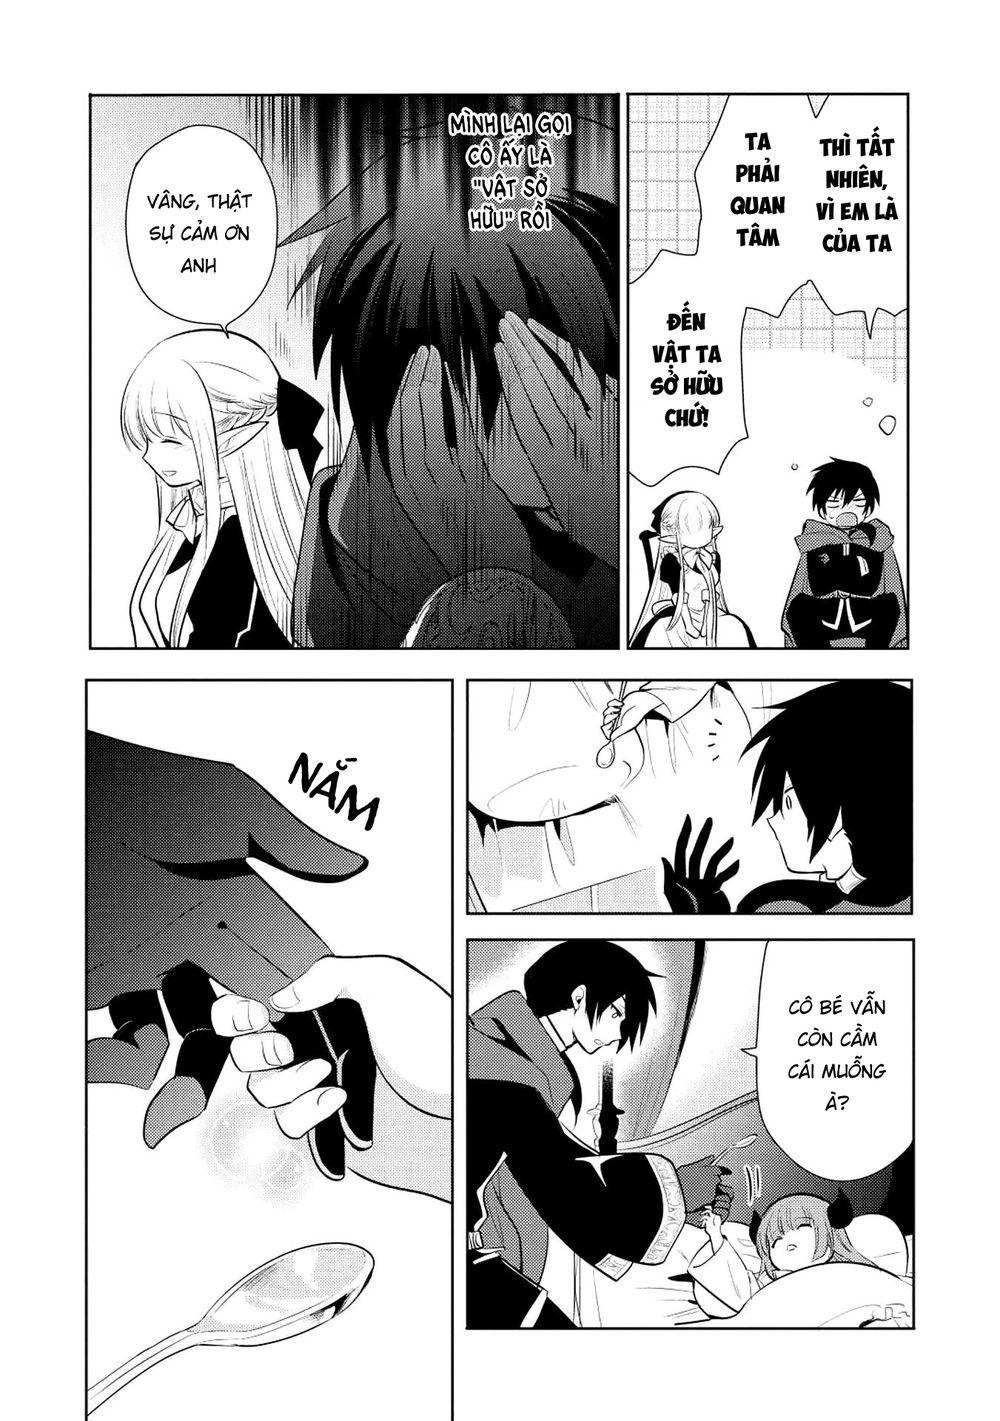 THÌ TẤT
NHIÊN,
VÌ EM LÀ
CỦA TA
TA
PHẢI
QUAN
TÂM
ĐẾN
VẬT TA
SỞ HỮU
CHỨ!
MÌNH LẠI GỌI
CÔ ẤY LÀ
"VẬT SỞ
HỮU" RỒI
VÂNG, THẬT
SỰ CẢM ƠN
ANH
CÔ BÉ VẪN
CÒN CẦM
CÁI MUỖNG
À?
NẮM